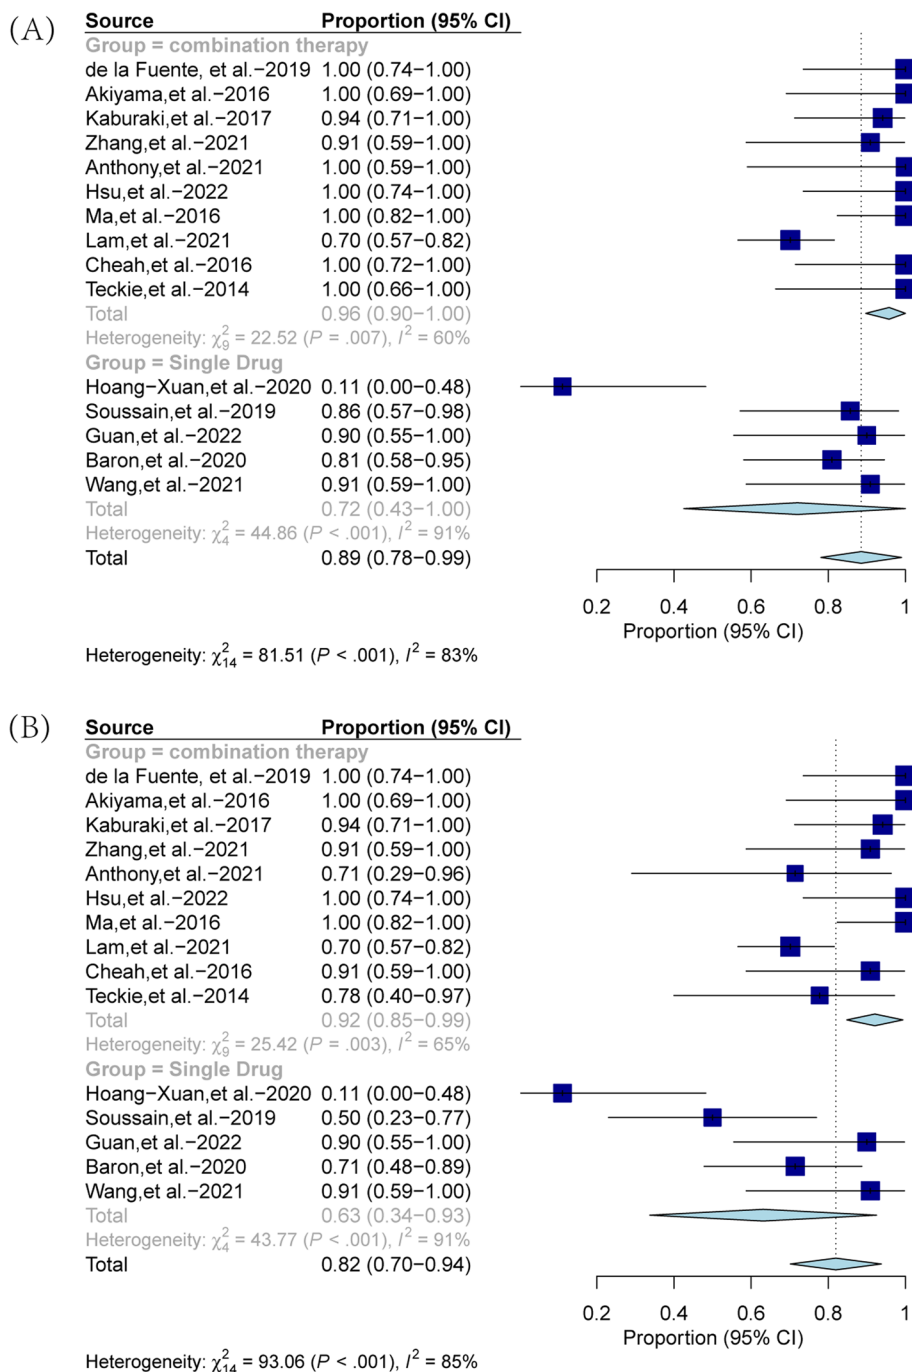 (A)
Source Proportion (95% CI)
Group = combination therapy
de la Fuente, et al.−2019 1.00 (0.74−1.00)
Akiyama,et al.−2016 1.00 (0.69−1.00)
Kaburaki,et al.−2017 0.94 (0.71−1.00)
Zhang,et al.−2021 0.91 (0.59−1.00)
Anthony,et al.−2021 1.00 (0.59−1.00)
Hsu,et al.−2022 1.00 (0.74−1.00)
Ma,et al.−2016 1.00 (0.82−1.00)
Lam,et al.−2021 0.70 (0.57−0.82)
Cheah,et al.−2016 1.00 (0.72−1.00)
Teckie,et al.−2014 1.00 (0.66−1.00)
Total 0.96 (0.90−1.00)
Heterogeneity: χ²₉ = 22.52 (P = .007), I² = 60%
Group = Single Drug
Hoang−Xuan,et al.−2020 0.11 (0.00−0.48)
Soussain,et al.−2019 0.86 (0.57−0.98)
Guan,et al.−2022 0.90 (0.55−1.00)
Baron,et al.−2020 0.81 (0.58−0.95)
Wang,et al.−2021 0.91 (0.59−1.00)
Total 0.72 (0.43−1.00)
Heterogeneity: χ²₄ = 44.86 (P < .001), I² = 91%
Total 0.89 (0.78−0.99)
0.2 0.4 0.6 0.8 1
Proportion (95% CI)
Heterogeneity: χ²₁₄ = 81.51 (P < .001), I² = 83%
(B)
Source Proportion (95% CI)
Group = combination therapy
de la Fuente, et al.−2019 1.00 (0.74−1.00)
Akiyama,et al.−2016 1.00 (0.69−1.00)
Kaburaki,et al.−2017 0.94 (0.71−1.00)
Zhang,et al.−2021 0.91 (0.59−1.00)
Anthony,et al.−2021 0.71 (0.29−0.96)
Hsu,et al.−2022 1.00 (0.74−1.00)
Ma,et al.−2016 1.00 (0.82−1.00)
Lam,et al.−2021 0.70 (0.57−0.82)
Cheah,et al.−2016 0.91 (0.59−1.00)
Teckie,et al.−2014 0.78 (0.40−0.97)
Total 0.92 (0.85−0.99)
Heterogeneity: χ²₉ = 25.42 (P = .003), I² = 65%
Group = Single Drug
Hoang−Xuan,et al.−2020 0.11 (0.00−0.48)
Soussain,et al.−2019 0.50 (0.23−0.77)
Guan,et al.−2022 0.90 (0.55−1.00)
Baron,et al.−2020 0.71 (0.48−0.89)
Wang,et al.−2021 0.91 (0.59−1.00)
Total 0.63 (0.34−0.93)
Heterogeneity: χ²₄ = 43.77 (P < .001), I² = 91%
Total 0.82 (0.70−0.94)
0.2 0.4 0.6 0.8 1
Proportion (95% CI)
Heterogeneity: χ²₁₄ = 93.06 (P < .001), I² = 85%